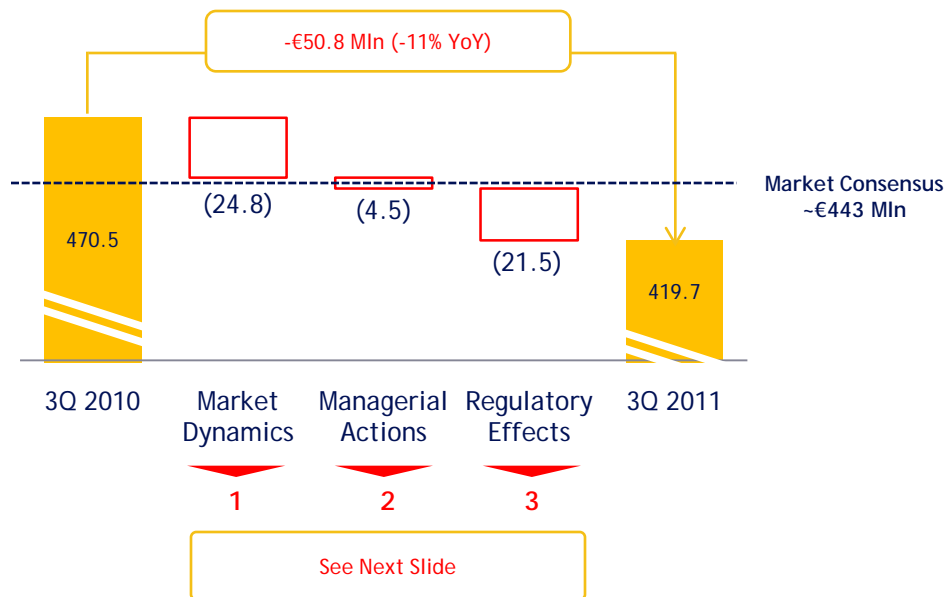 -€50.8 Mln (-11% YoY)
Market Consensus
~€443 Mln
(24.8)
(4.5)
470.5
(21.5)
419.7
3Q 2010
Market
Dynamics
Managerial
Actions
Regulatory
Effects
3Q 2011
1
2
3
See Next Slide